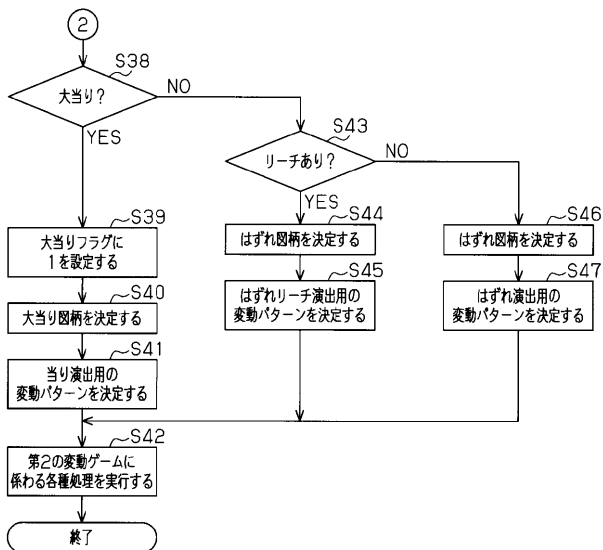 2
S38
大当り?
NO
YES
S43
リーチあり?
NO
YES
S39
大当りフラグに
1を設定する
S44
はずれ図柄を決定する
S46
はずれ図柄を決定する
S40
大当り図柄を決定する
S45
はずれリーチ演出用の
変動パターンを決定する
S47
はずれ演出用の
変動パターンを決定する
S41
当り演出用の
変動パターンを決定する
S42
第2の変動ゲームに
係わる各種処理を実行する
終了